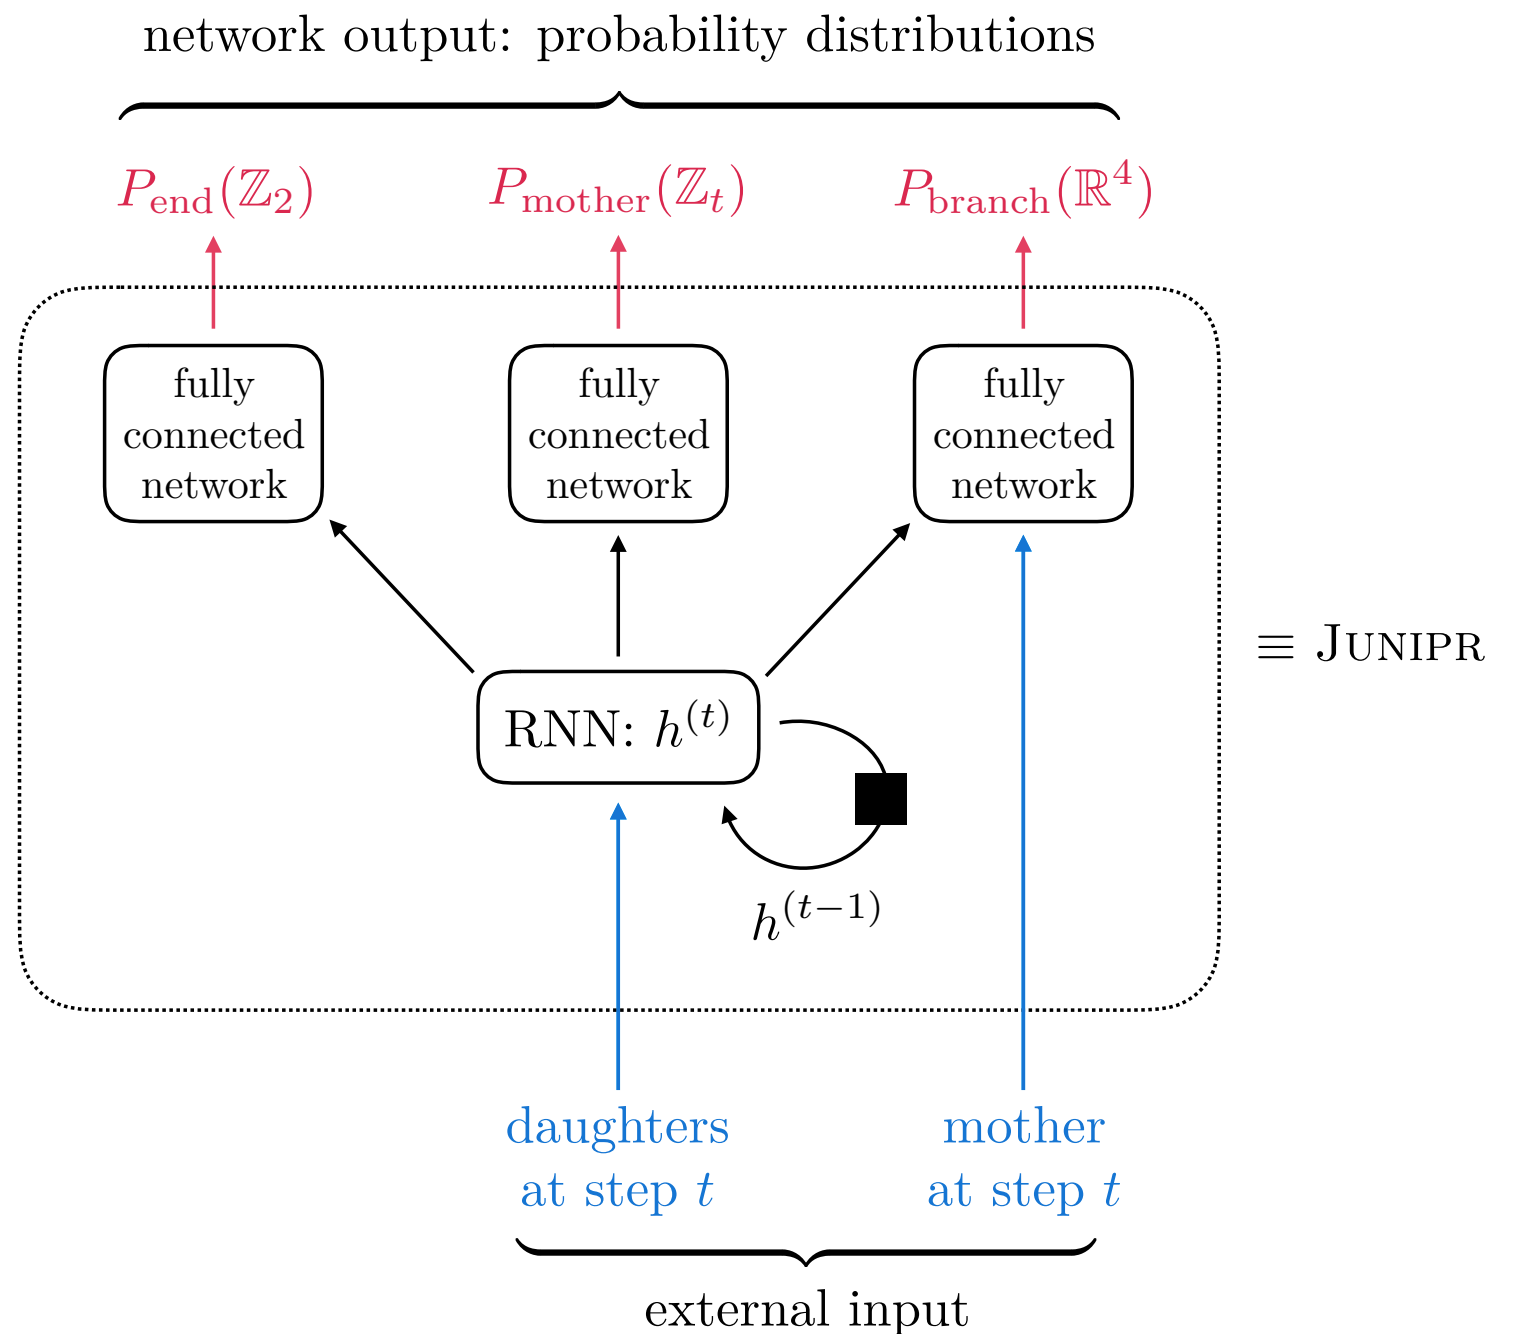 network output: probability distributions
P_end(ℤ_2) P_mother(ℤ_t) P_branch(ℝ^4)
fully
connected
network
fully
connected
network
fully
connected
network
≡ JUNIPR
RNN: h^(t)
h^(t−1)
daughters
at step t
mother
at step t
external input